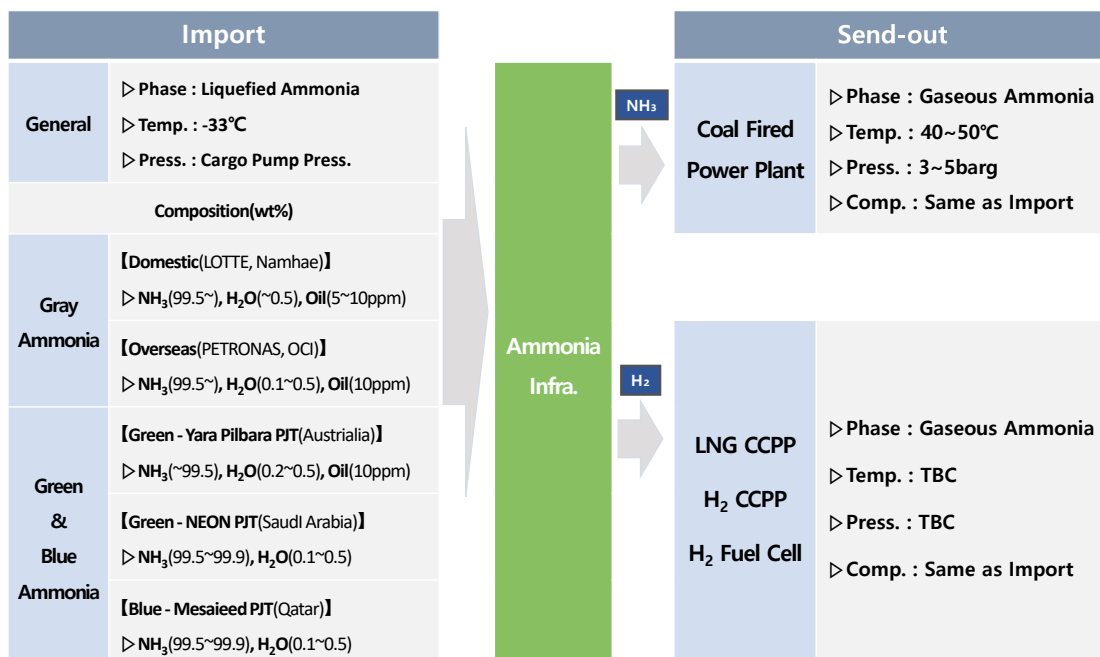 Import
General
▷Phase : Liquefied Ammonia
▷Temp. : -33℃
▷Press. : Cargo Pump Press.
Composition(wt%)
Gray
Ammonia
【Domestic(LOTTE, Namhae)】
▷NH₃(99.5~), H₂O(~0.5), Oil(5~10ppm)
【Overseas(PETRONAS, OCI)】
▷NH₃(99.5~), H₂O(0.1~0.5), Oil(10ppm)
Green
&
Blue
Ammonia
【Green - Yara Pilbara PJT(Austrialia)】
▷NH₃(~99.5), H₂O(0.2~0.5), Oil(10ppm)
【Green - NEON PJT(SaudI Arabia)】
▷NH₃(99.5~99.9), H₂O(0.1~0.5)
【Blue - Mesaieed PJT(Qatar)】
▷NH₃(99.5~99.9), H₂O(0.1~0.5)
Ammonia
Infra.
NH₃
H₂
Send-out
Coal Fired
Power Plant
▷Phase : Gaseous Ammonia
▷Temp. : 40~50℃
▷Press. : 3~5barg
▷Comp. : Same as Import
LNG CCPP
H₂ CCPP
H₂ Fuel Cell
▷Phase : Gaseous Ammonia
▷Temp. : TBC
▷Press. : TBC
▷Comp. : Same as Import